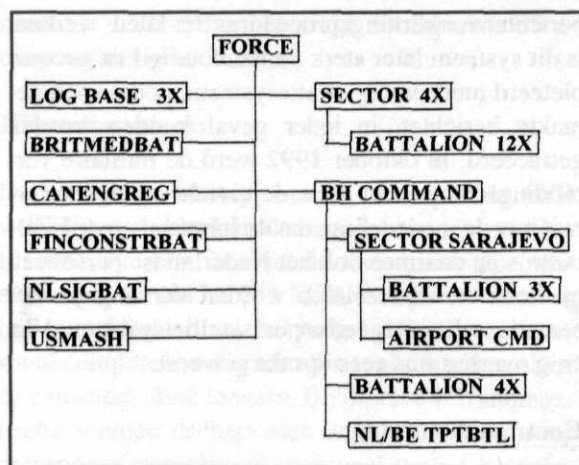 FORCE
LOG BASE 3X
SECTOR 4X
BRITMEDBAT
BATTALION 12X
CANENGREG
BH COMMAND
FINCONSTRBAT
SECTOR SARAJEVO
NLSIGBAT
BATTALION 3X
USMASH
AIRPORT CMD
BATTALION 4X
NL/BE TPTBTL